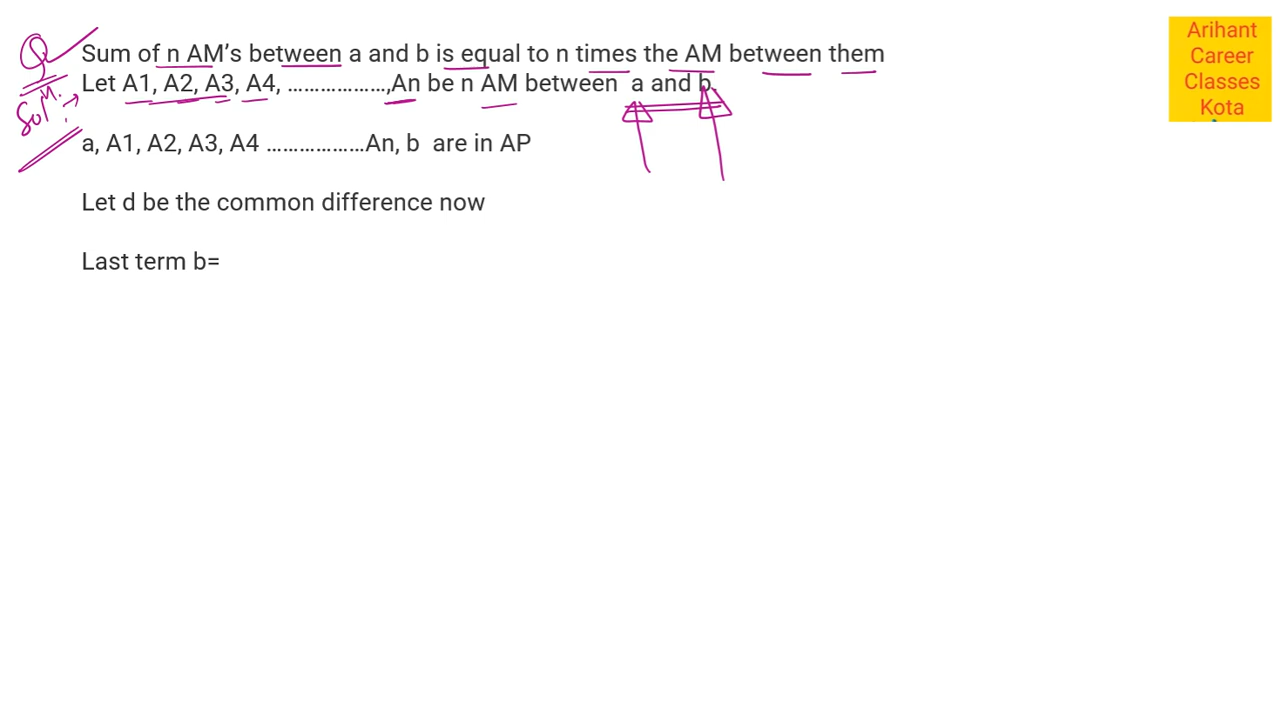 Q
Sum of n AM’s between a and b is equal to n times the AM between them
Let A1, A2, A3, A4, ………………,An be n AM between a and b.
Solⁿ. :→
a, A1, A2, A3, A4 ………………An, b are in AP
Let d be the common difference now
Last term b=
Arihant
Career
Classes
Kota